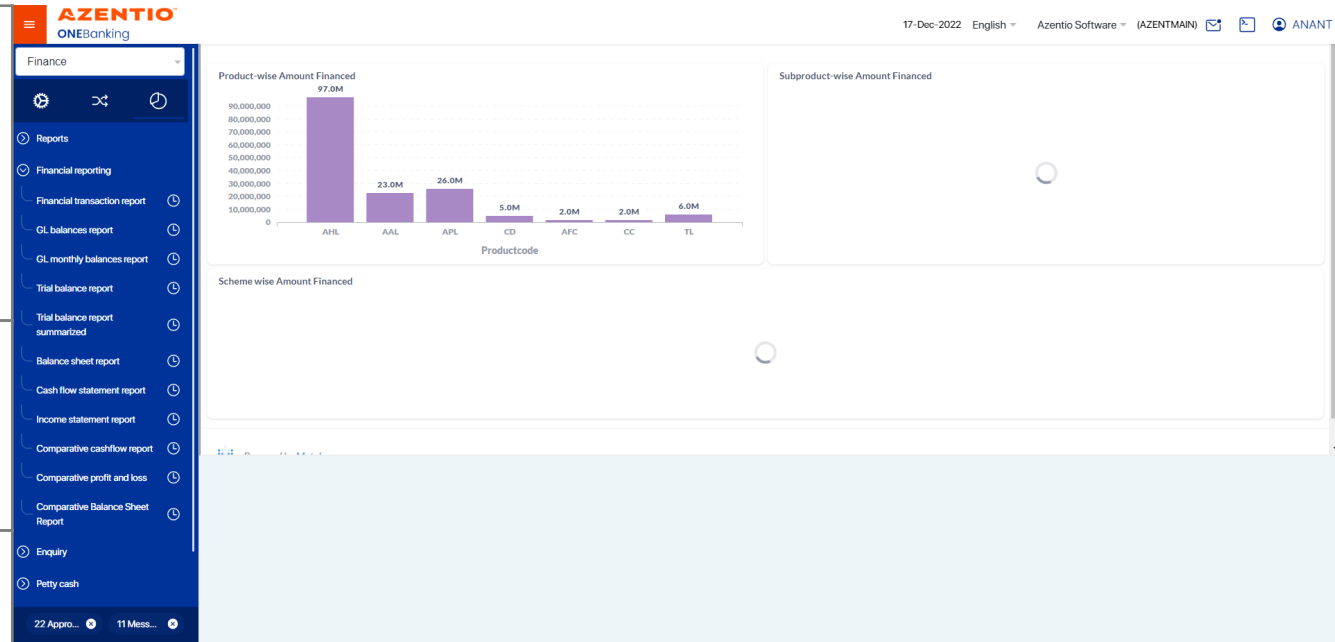 AZENTIO
ONEBanking
17-Dec-2022 English Azentio Software (AZENTMAIN) ANANT
Finance
Reports
Financial reporting
Financial transaction report
GL balances report
GL monthly balances report
Trial balance report
Trial balance report
summarized
Balance sheet report
Cash flow statement report
Income statement report
Comparative cashflow report
Comparative profit and loss
Comparative Balance Sheet
Report
Enquiry
Petty cash
22 Appro...
11 Mess...
Product-wise Amount Financed
97.0M
90,000,000
80,000,000
70,000,000
60,000,000
50,000,000
40,000,000
30,000,000
20,000,000
10,000,000
0
23.0M
26.0M
5.0M
2.0M
2.0M
6.0M
AHL AAL APL CD AFC CC TL
Productcode
Subproduct-wise Amount Financed
Scheme wise Amount Financed